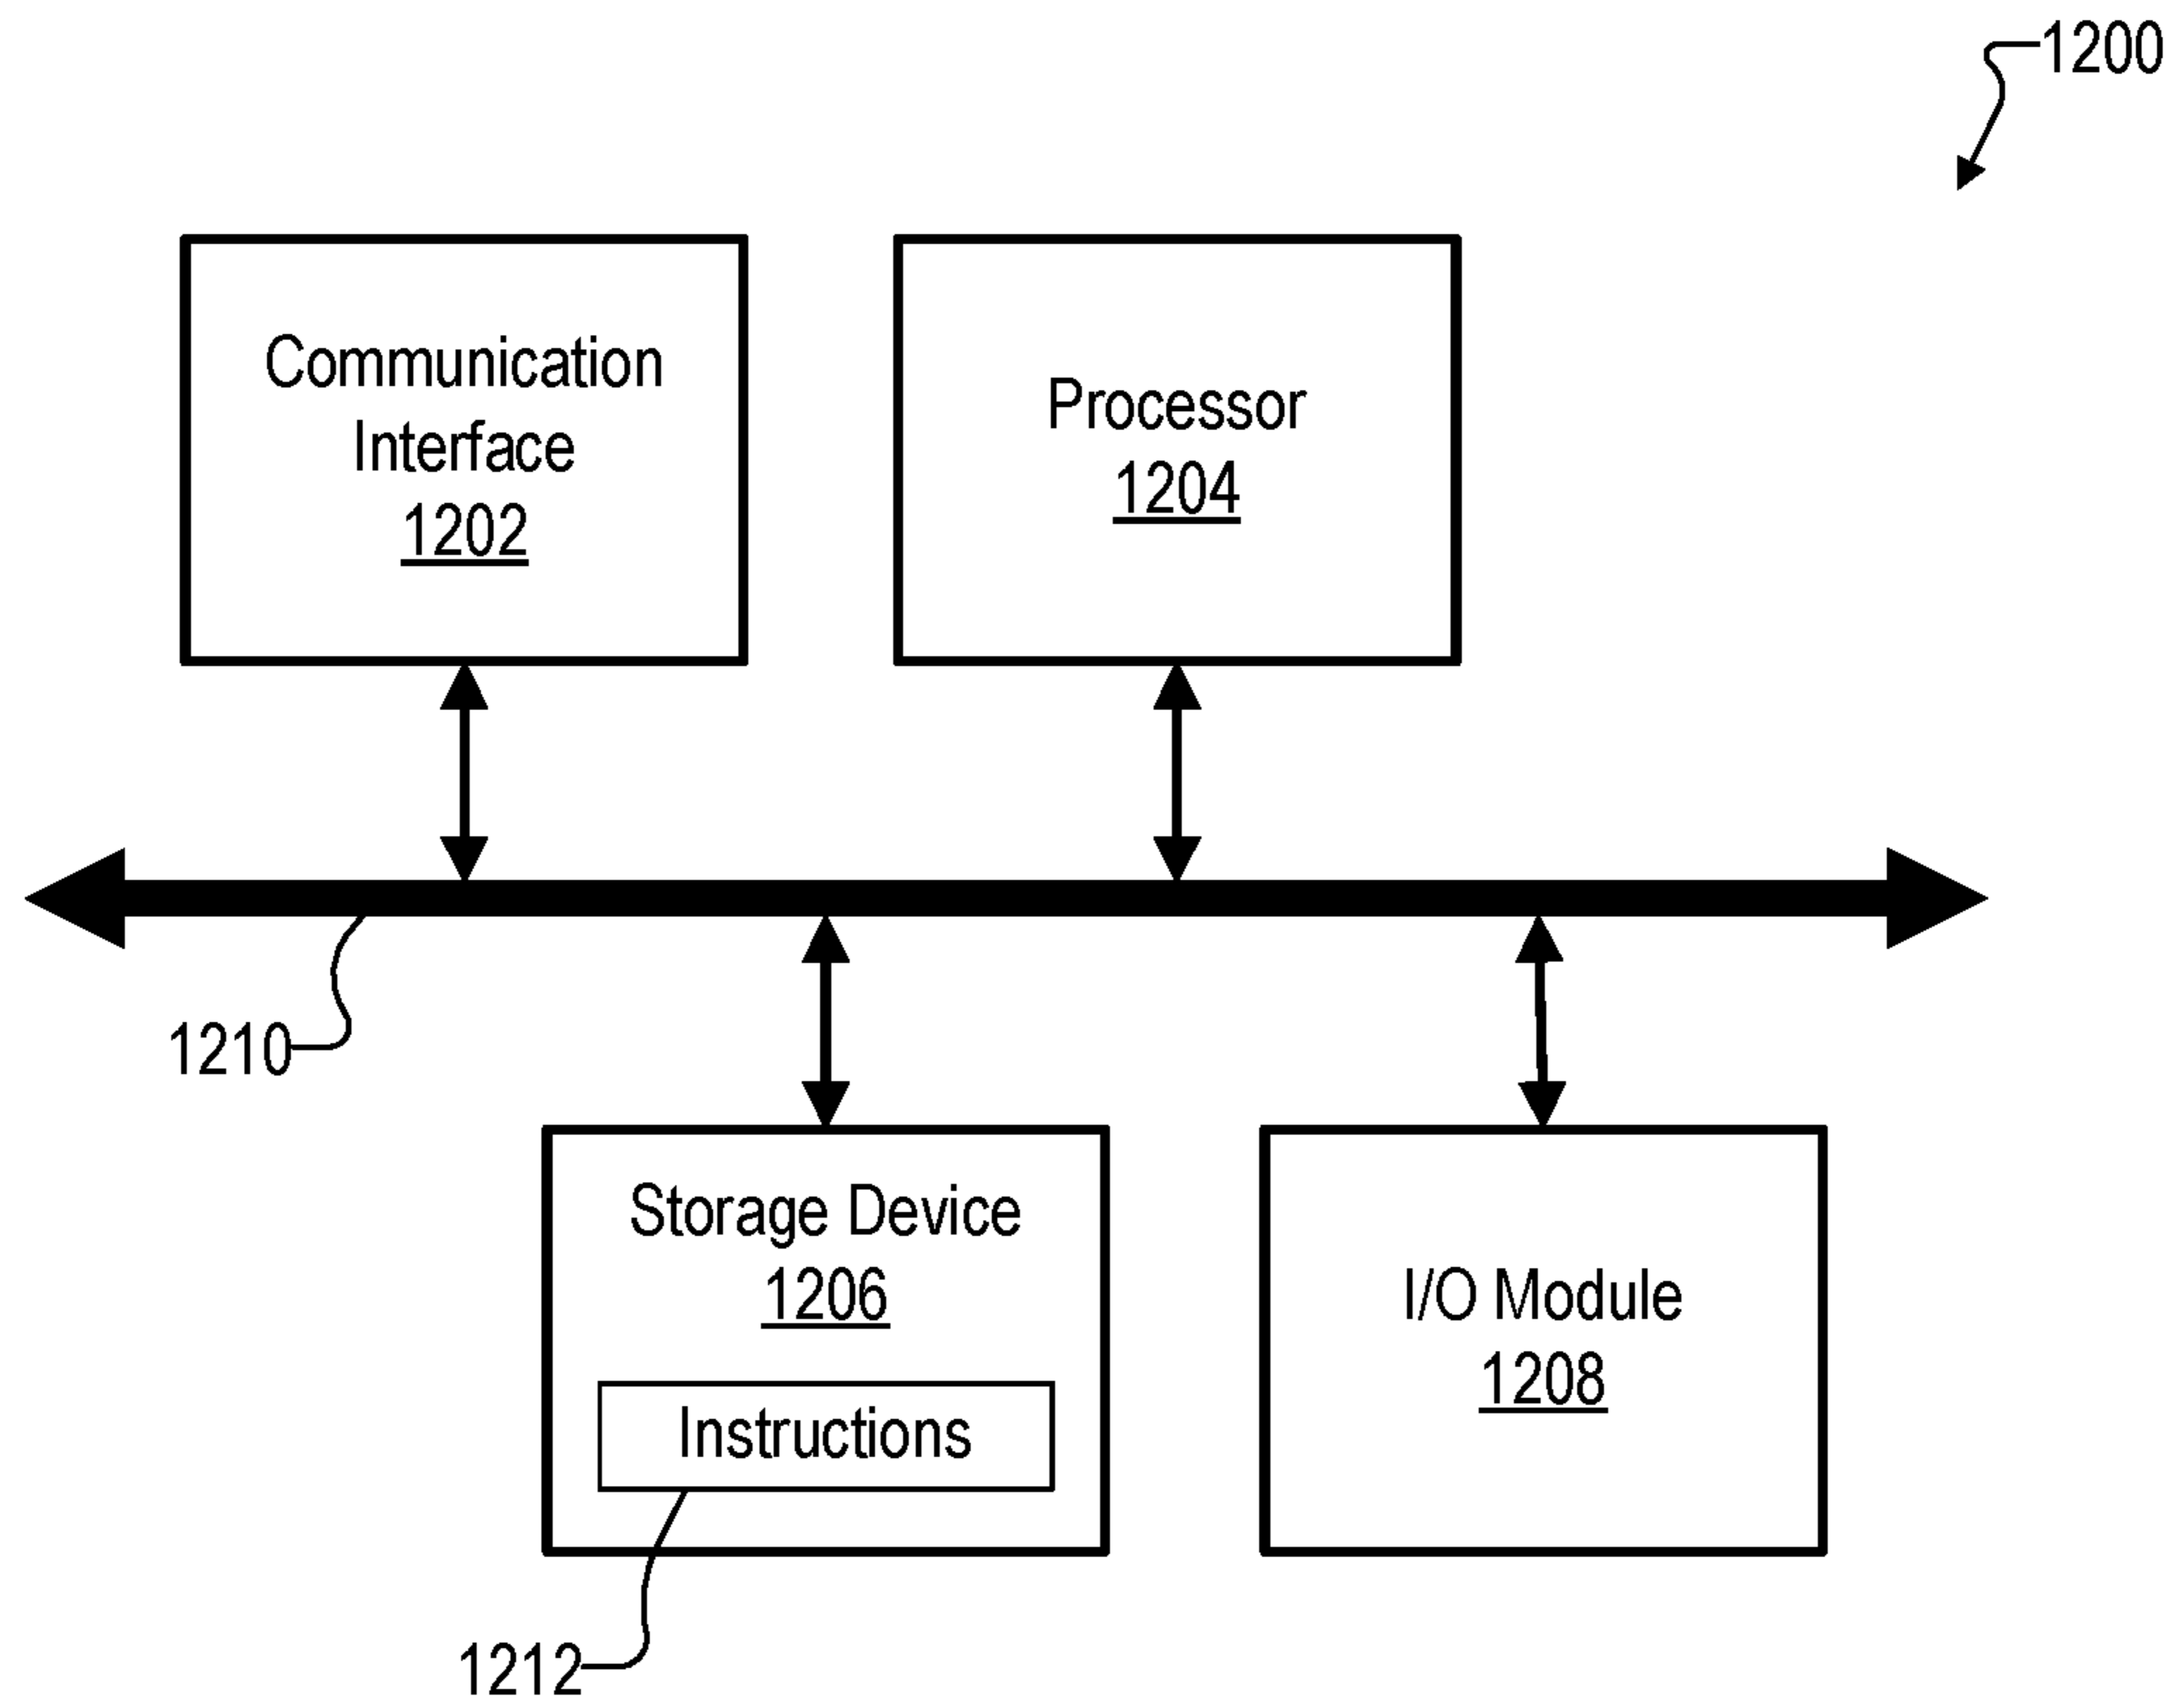 1200
Communication
Interface
1202
Processor
1204
1210
Storage Device
1206
Instructions
1212
I/O Module
1208